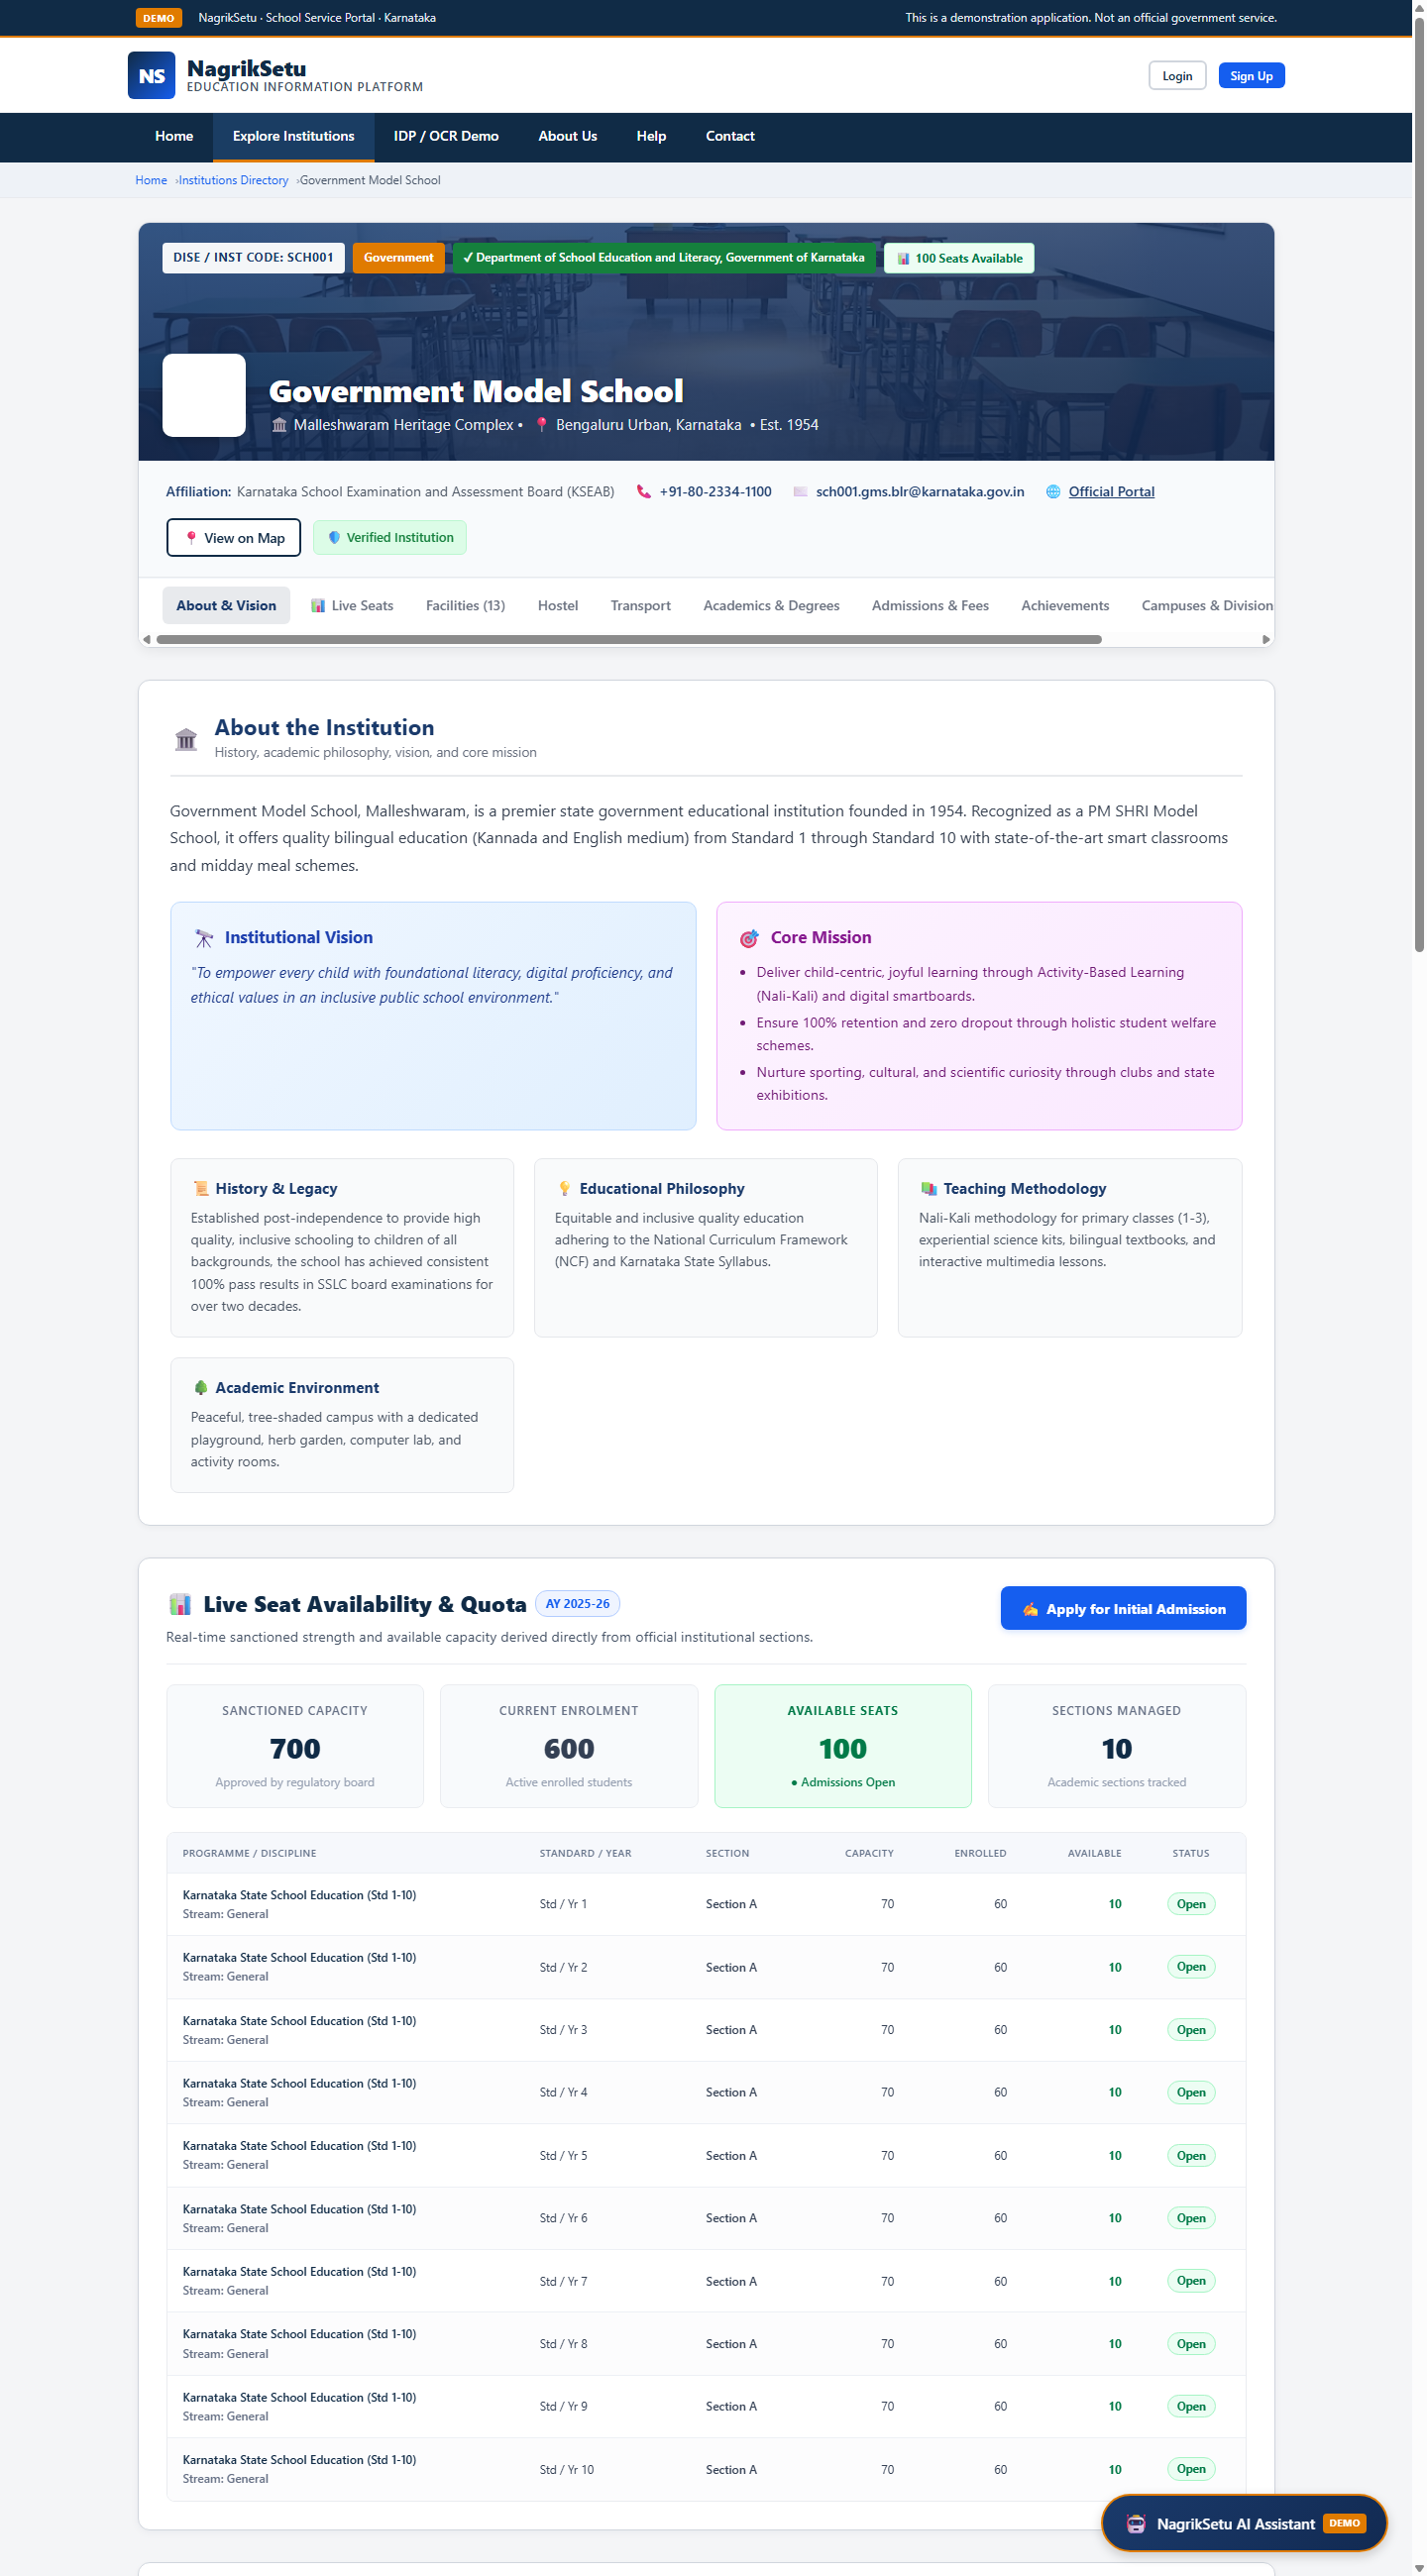 DEMO NagrikSetu · School Service Portal · Karnataka This is a demonstration application. Not an official government service.
NS
NagrikSetu
EDUCATION INFORMATION PLATFORM
Login Sign Up
Home Explore Institutions IDP / OCR Demo About Us Help Contact
Home ›Institutions Directory ›Government Model School
DISE / INST CODE: SCH001 Government ✓ Department of School Education and Literacy, Government of Karnataka 📊 100 Seats Available
Government Model School
🏛️ Malleshwaram Heritage Complex • 📍 Bengaluru Urban, Karnataka • Est. 1954
Affiliation: Karnataka School Examination and Assessment Board (KSEAB) 📞 +91-80-2334-1100 ✉️ sch001.gms.blr@karnataka.gov.in 🌐 Official Portal
📍 View on Map 🛡️ Verified Institution
About & Vision 📊 Live Seats Facilities (13) Hostel Transport Academics & Degrees Admissions & Fees Achievements Campuses & Division
🏛️ About the Institution
History, academic philosophy, vision, and core mission
Government Model School, Malleshwaram, is a premier state government educational institution founded in 1954. Recognized as a PM SHRI Model
School, it offers quality bilingual education (Kannada and English medium) from Standard 1 through Standard 10 with state-of-the-art smart classrooms
and midday meal schemes.
🔭 Institutional Vision
"To empower every child with foundational literacy, digital proficiency, and
ethical values in an inclusive public school environment."
🎯 Core Mission
• Deliver child-centric, joyful learning through Activity-Based Learning
(Nali-Kali) and digital smartboards.
• Ensure 100% retention and zero dropout through holistic student welfare
schemes.
• Nurture sporting, cultural, and scientific curiosity through clubs and state
exhibitions.
📜 History & Legacy
Established post-independence to provide high
quality, inclusive schooling to children of all
backgrounds, the school has achieved consistent
100% pass results in SSLC board examinations for
over two decades.
💡 Educational Philosophy
Equitable and inclusive quality education
adhering to the National Curriculum Framework
(NCF) and Karnataka State Syllabus.
📚 Teaching Methodology
Nali-Kali methodology for primary classes (1-3),
experiential science kits, bilingual textbooks, and
interactive multimedia lessons.
🌳 Academic Environment
Peaceful, tree-shaded campus with a dedicated
playground, herb garden, computer lab, and
activity rooms.
📊 Live Seat Availability & Quota AY 2025-26
Real-time sanctioned strength and available capacity derived directly from official institutional sections.
✍️ Apply for Initial Admission
SANCTIONED CAPACITY
700
Approved by regulatory board
CURRENT ENROLMENT
600
Active enrolled students
AVAILABLE SEATS
100
● Admissions Open
SECTIONS MANAGED
10
Academic sections tracked
PROGRAMME / DISCIPLINE STANDARD / YEAR SECTION CAPACITY ENROLLED AVAILABLE STATUS
Karnataka State School Education (Std 1-10)
Stream: General
Std / Yr 1 Section A 70 60 10 Open
Karnataka State School Education (Std 1-10)
Stream: General
Std / Yr 2 Section A 70 60 10 Open
Karnataka State School Education (Std 1-10)
Stream: General
Std / Yr 3 Section A 70 60 10 Open
Karnataka State School Education (Std 1-10)
Stream: General
Std / Yr 4 Section A 70 60 10 Open
Karnataka State School Education (Std 1-10)
Stream: General
Std / Yr 5 Section A 70 60 10 Open
Karnataka State School Education (Std 1-10)
Stream: General
Std / Yr 6 Section A 70 60 10 Open
Karnataka State School Education (Std 1-10)
Stream: General
Std / Yr 7 Section A 70 60 10 Open
Karnataka State School Education (Std 1-10)
Stream: General
Std / Yr 8 Section A 70 60 10 Open
Karnataka State School Education (Std 1-10)
Stream: General
Std / Yr 9 Section A 70 60 10 Open
Karnataka State School Education (Std 1-10)
Stream: General
Std / Yr 10 Section A 70 60 10 Open
🤖 NagrikSetu AI Assistant DEMO